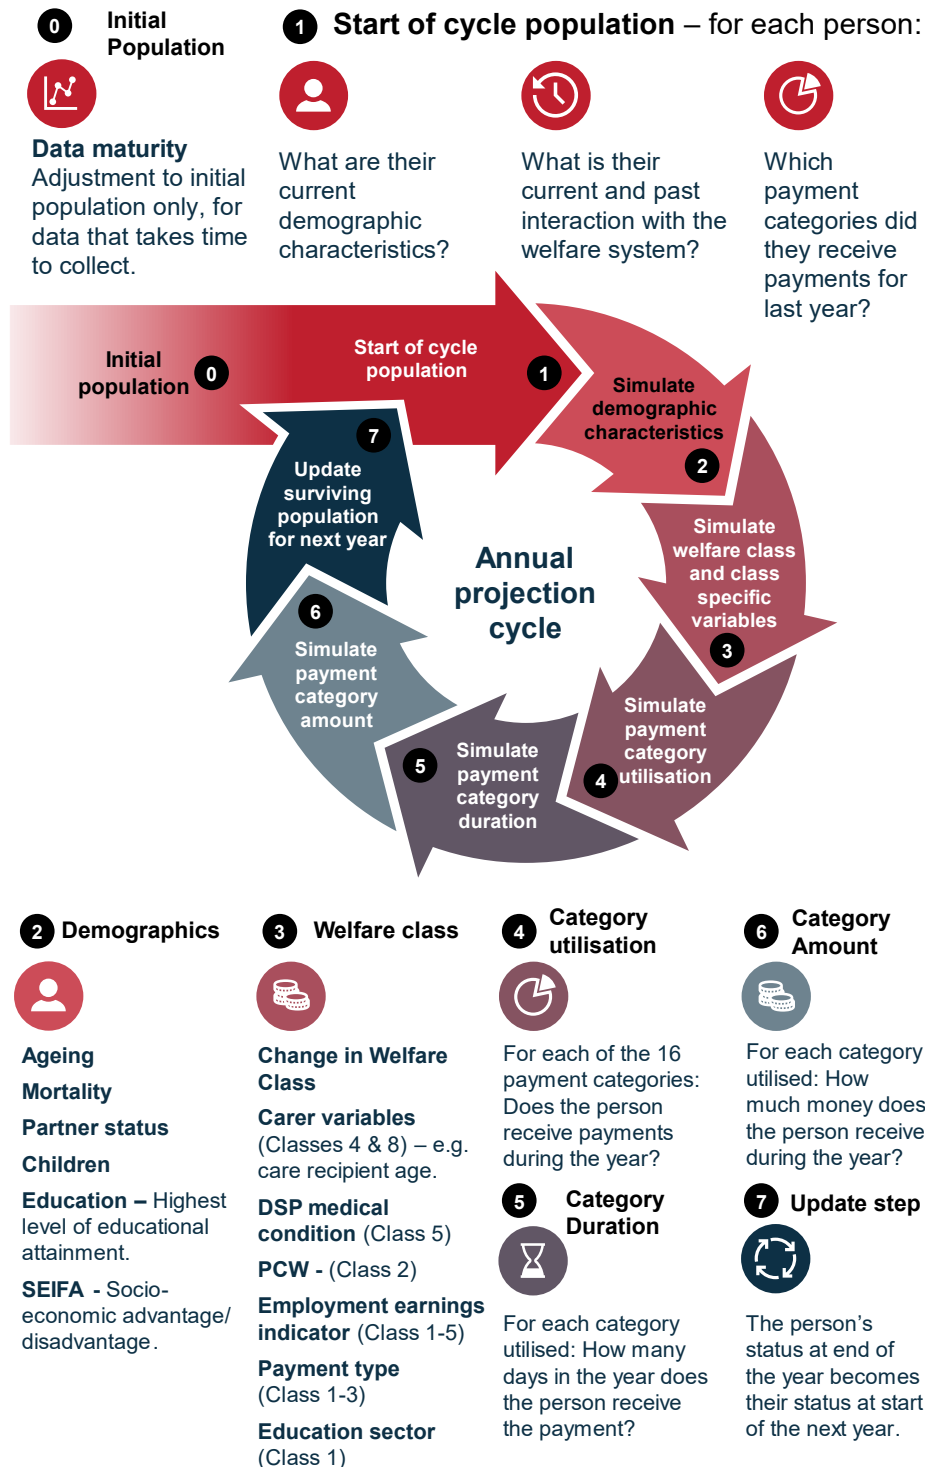 0 Initial
Population
1 Start of cycle population – for each person:
Data maturity
Adjustment to initial
population only, for
data that takes time
to collect.
What are their
current
demographic
characteristics?
What is their
current and past
interaction with the
welfare system?
Which
payment
categories did
they receive
payments for
last year?
Initial
population 0
Start of cycle
population
1
Simulate
demographic
characteristics
2
Simulate
welfare class
and class
specific
variables
3
Simulate
payment
category
utilisation
4
5
Simulate
payment
category
duration
6
Simulate
payment
category
amount
7
Update
surviving
population
for next year
Annual
projection
cycle
2 Demographics
Ageing
Mortality
Partner status
Children
Education – Highest
level of educational
attainment.
SEIFA - Socio-
economic advantage/
disadvantage.
3 Welfare class
Change in Welfare
Class
Carer variables
(Classes 4 & 8) – e.g.
care recipient age.
DSP medical
condition (Class 5)
PCW - (Class 2)
Employment earnings
indicator (Class 1-5)
Payment type
(Class 1-3)
Education sector
(Class 1)
4 Category
utilisation
For each of the 16
payment categories:
Does the person
receive payments
during the year?
5 Category
Duration
For each category
utilised: How many
days in the year does
the person receive
the payment?
6 Category
Amount
For each category
utilised: How
much money does
the person receive
during the year?
7 Update step
The person’s
status at end of
the year becomes
their status at start
of the next year.